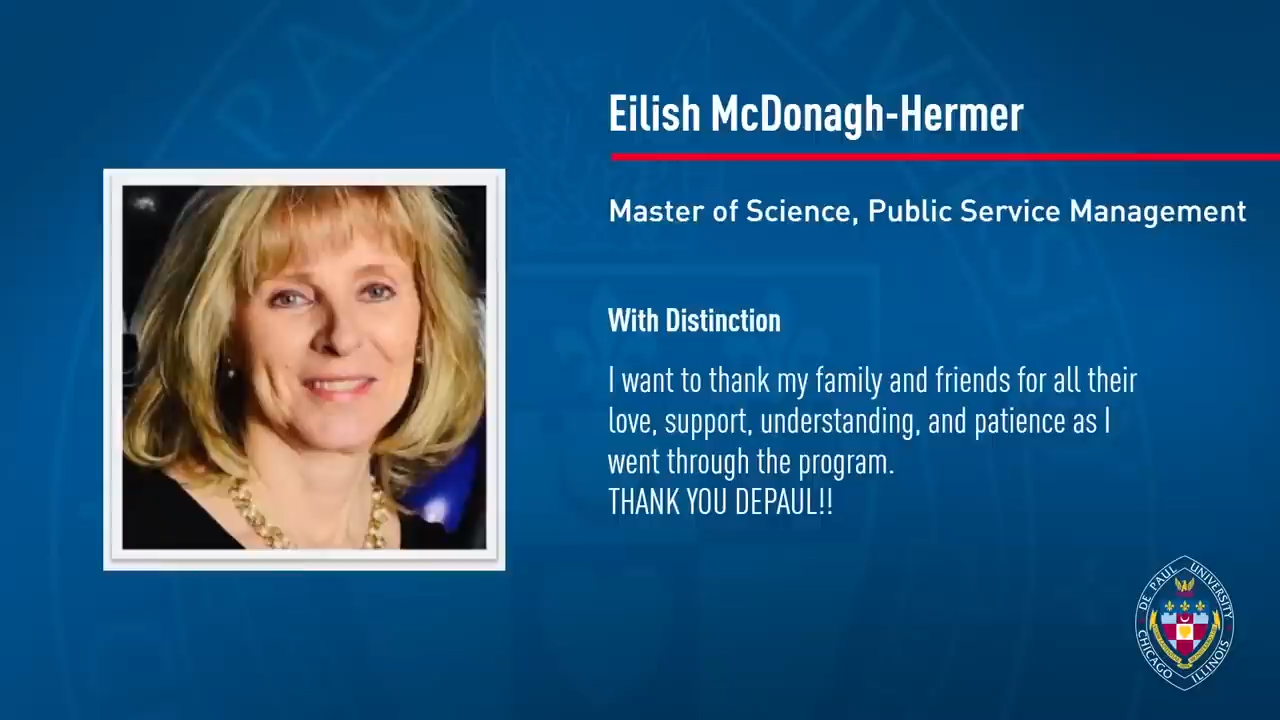 Eilish McDonagh-Hermer
Master of Science, Public Service Management
With Distinction
I want to thank my family and friends for all their
love, support, understanding, and patience as I
went through the program.
THANK YOU DEPAUL!!
DE PAUL UNIVERSITY
CHICAGO ILLINOIS